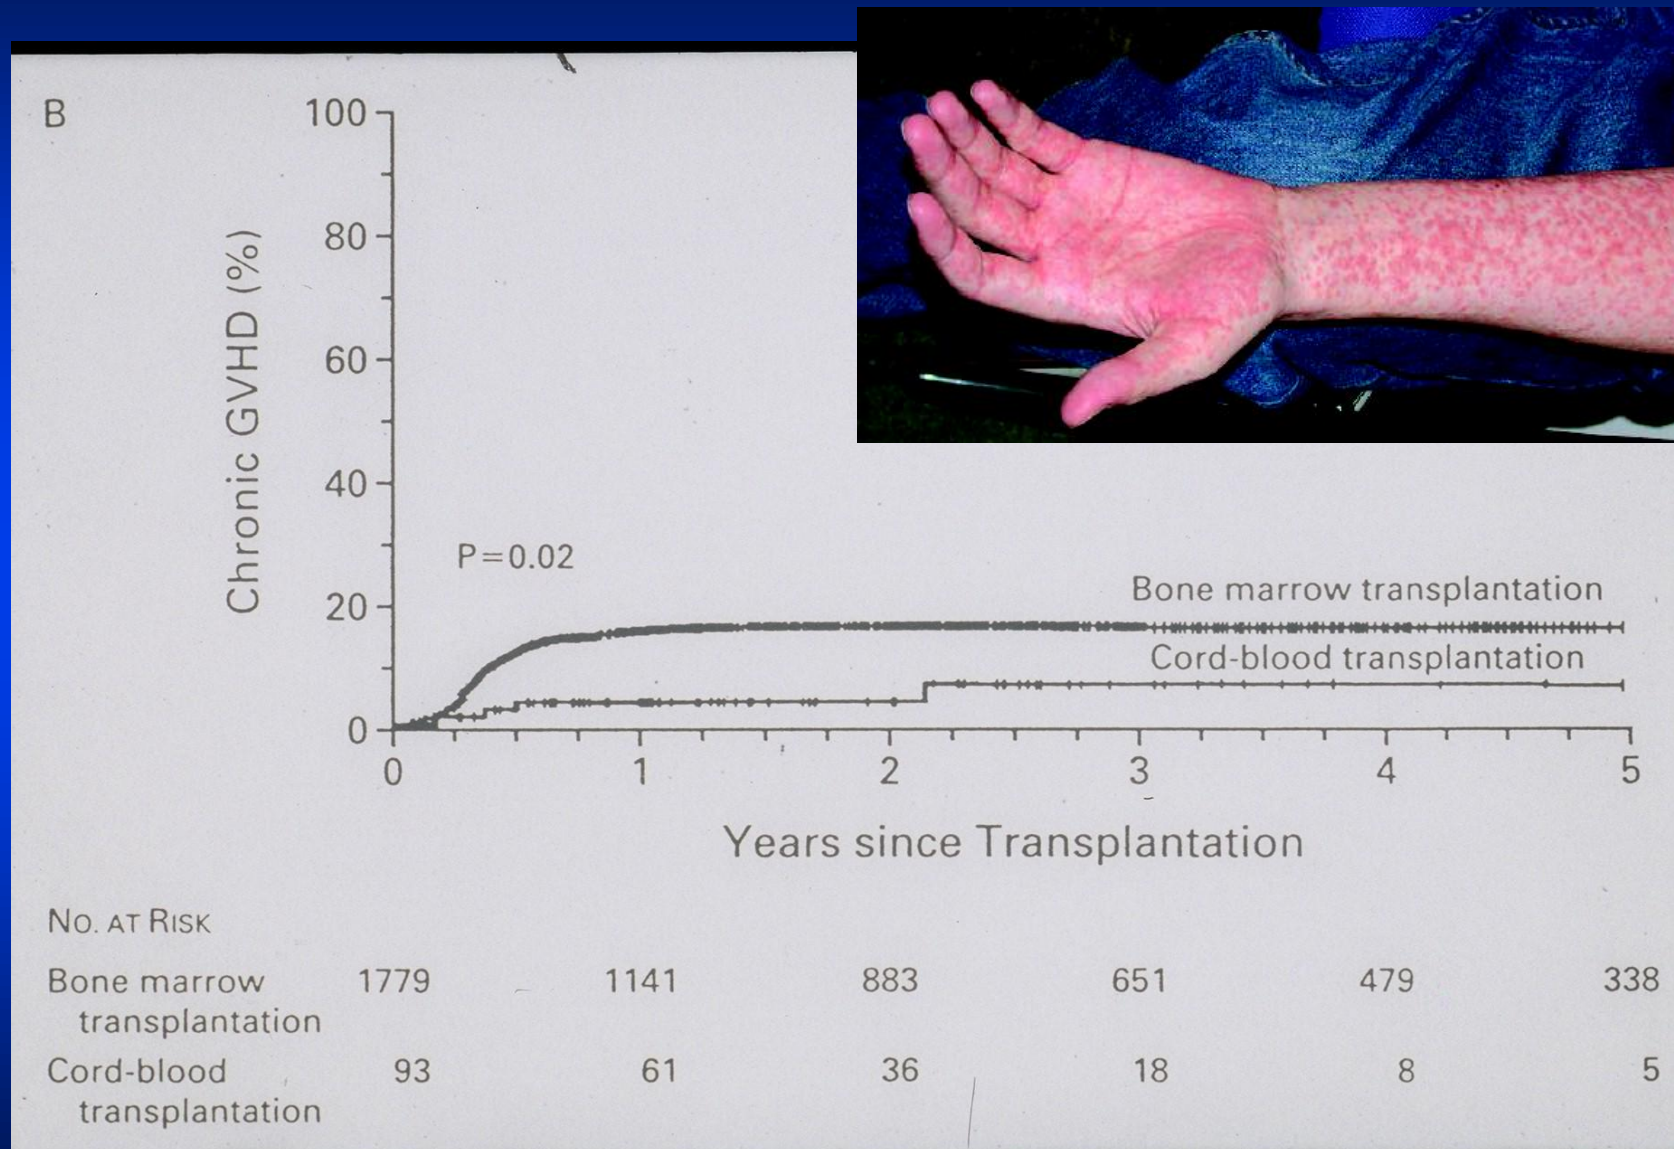 B
100
80
60
40
20
0
Chronic GVHD (%)
P=0.02
Bone marrow transplantation
Cord-blood transplantation
0 1 2 3 4 5
Years since Transplantation
NO. AT RISK
Bone marrow 1779 1141 883 651 479 338
transplantation
Cord-blood 93 61 36 18 8 5
transplantation